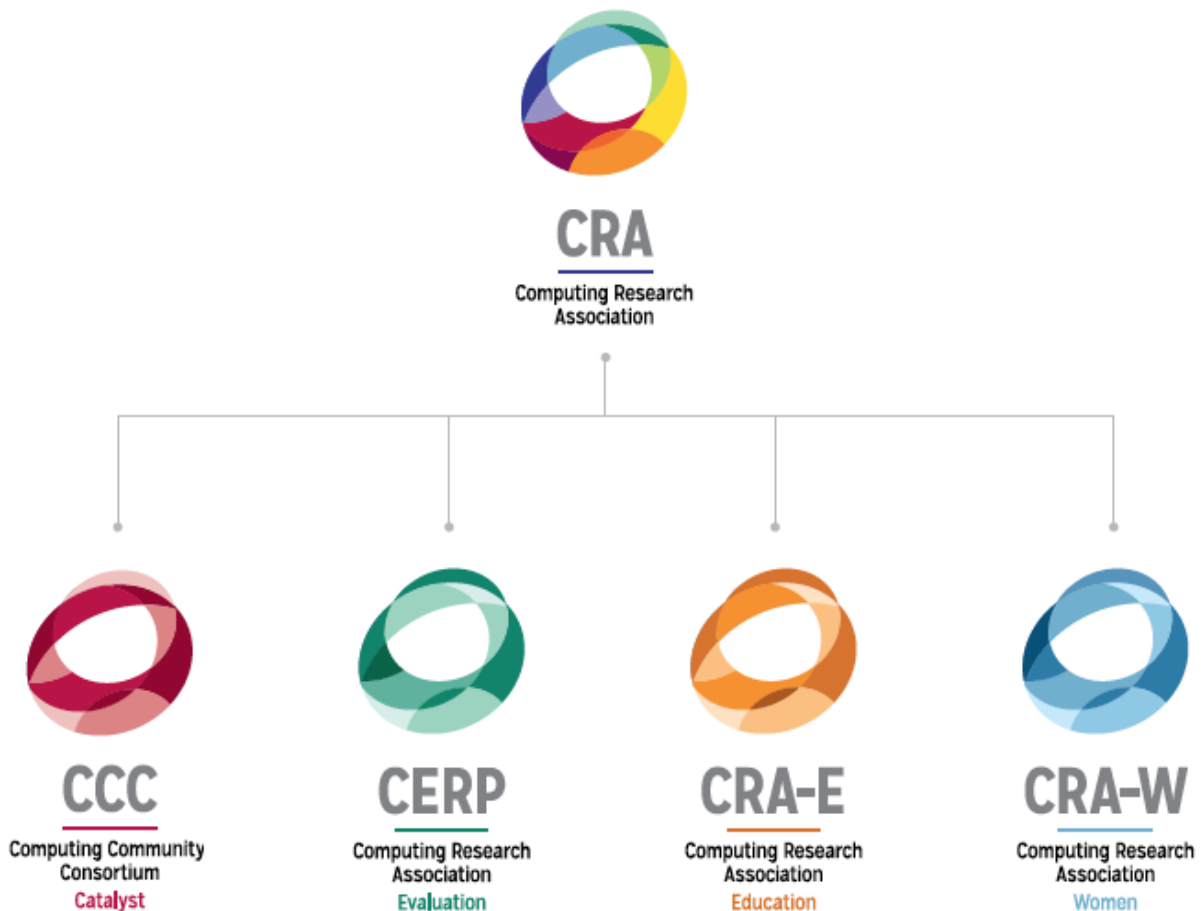 CRA
Computing Research
Association
CCC
Computing Community
Consortium
Catalyst
CERP
Computing Research
Association
Evaluation
CRA-E
Computing Research
Association
Education
CRA-W
Computing Research
Association
Women